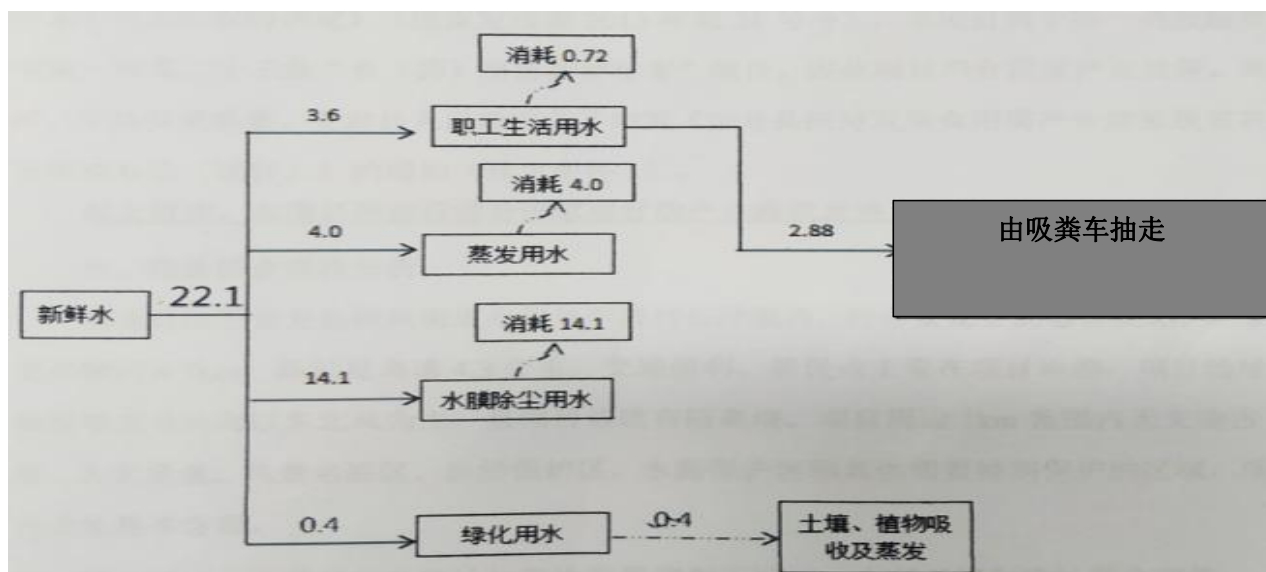 消耗 0.72
3.6
职工生活用水
消耗 4.0
4.0
蒸发用水
2.88
由吸粪车抽走
新鲜水
22.1
消耗 14.1
14.1
水膜除尘用水
0.4
绿化用水
0.4
土壤、植物吸
收及蒸发